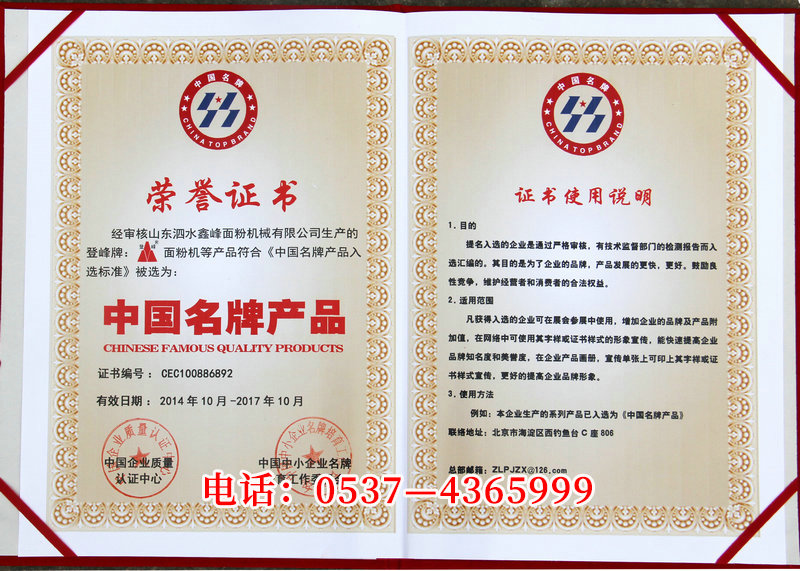 中国名牌
CHINA TOP BRAND
荣誉证书
经审核山东泗水鑫峰面粉机械有限公司生产的
登峰牌： 面粉机等产品符合《中国名牌产品入
选标准》被选为：
中国名牌产品
CHINESE FAMOUS QUALITY PRODUCTS
证书编号：CEC100886892
有效日期：2014年10月-2017年10月
中国企业质量
认证中心
中国中小企业名牌
育工作委
中国名牌
CHINA TOP BRAND
证书使用说明
1.目的
提名入选的企业是通过严格审核，有技术监督部门的检测报告而入
选汇编的。其目的是为了企业的品牌，产品发展的更快，更好。鼓励良
性竞争，维护经营者和消费者的合法权益。
2.适用范围
凡获得入选的企业可在展会参展中使用，增加企业的品牌及产品附
加值，在网络中可使用其字样或证书样式的形象宣传，能快速提高企业
品牌知名度和美誉度，在企业产品画册，宣传单张上可印上其字样或证
书样式宣传，更好的提高企业品牌形象。
3.使用方法
例如：本企业生产的系列产品已入选为《中国名牌产品》
联络地址：北京市海淀区西钓鱼台C座806
总部邮箱：ZLPJZX@126.com
电话：0537－4365999